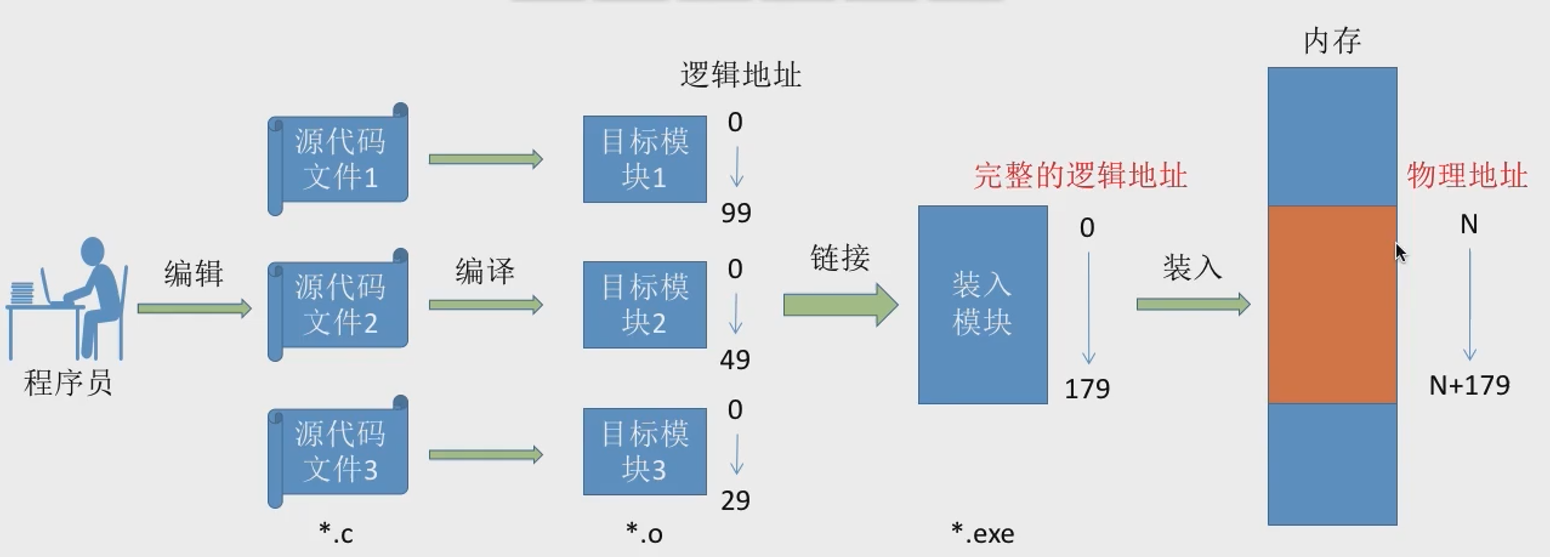 内存
逻辑地址
源代码
文件1
目标模
块1
0
99
完整的逻辑地址
物理地址
程序员
编辑
源代码
文件2
编译
目标模
块2
0
49
链接
装入
模块
0
179
装入
N
N+179
源代码
文件3
目标模
块3
0
29
*.c
*.o
*.exe